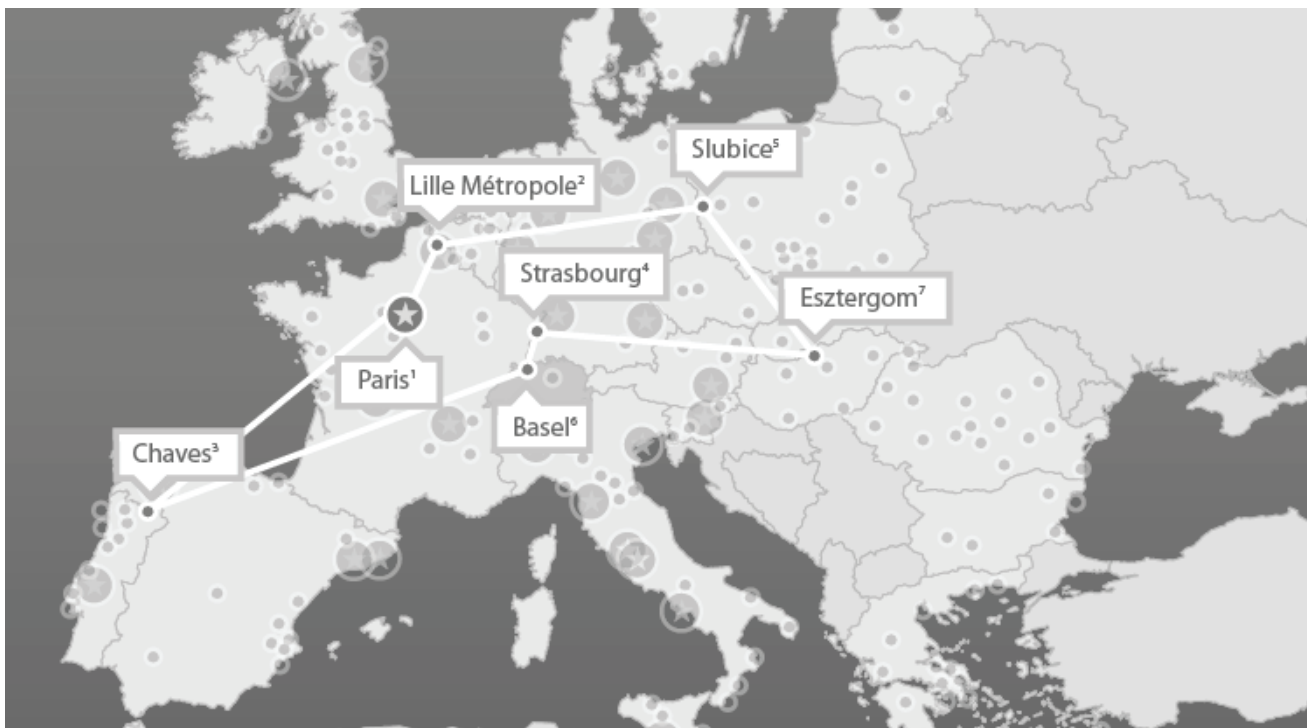 Slubice⁵
Lille Métropole²
Strasbourg⁴
Esztergom⁷
Paris¹
Basel⁶
Chaves³